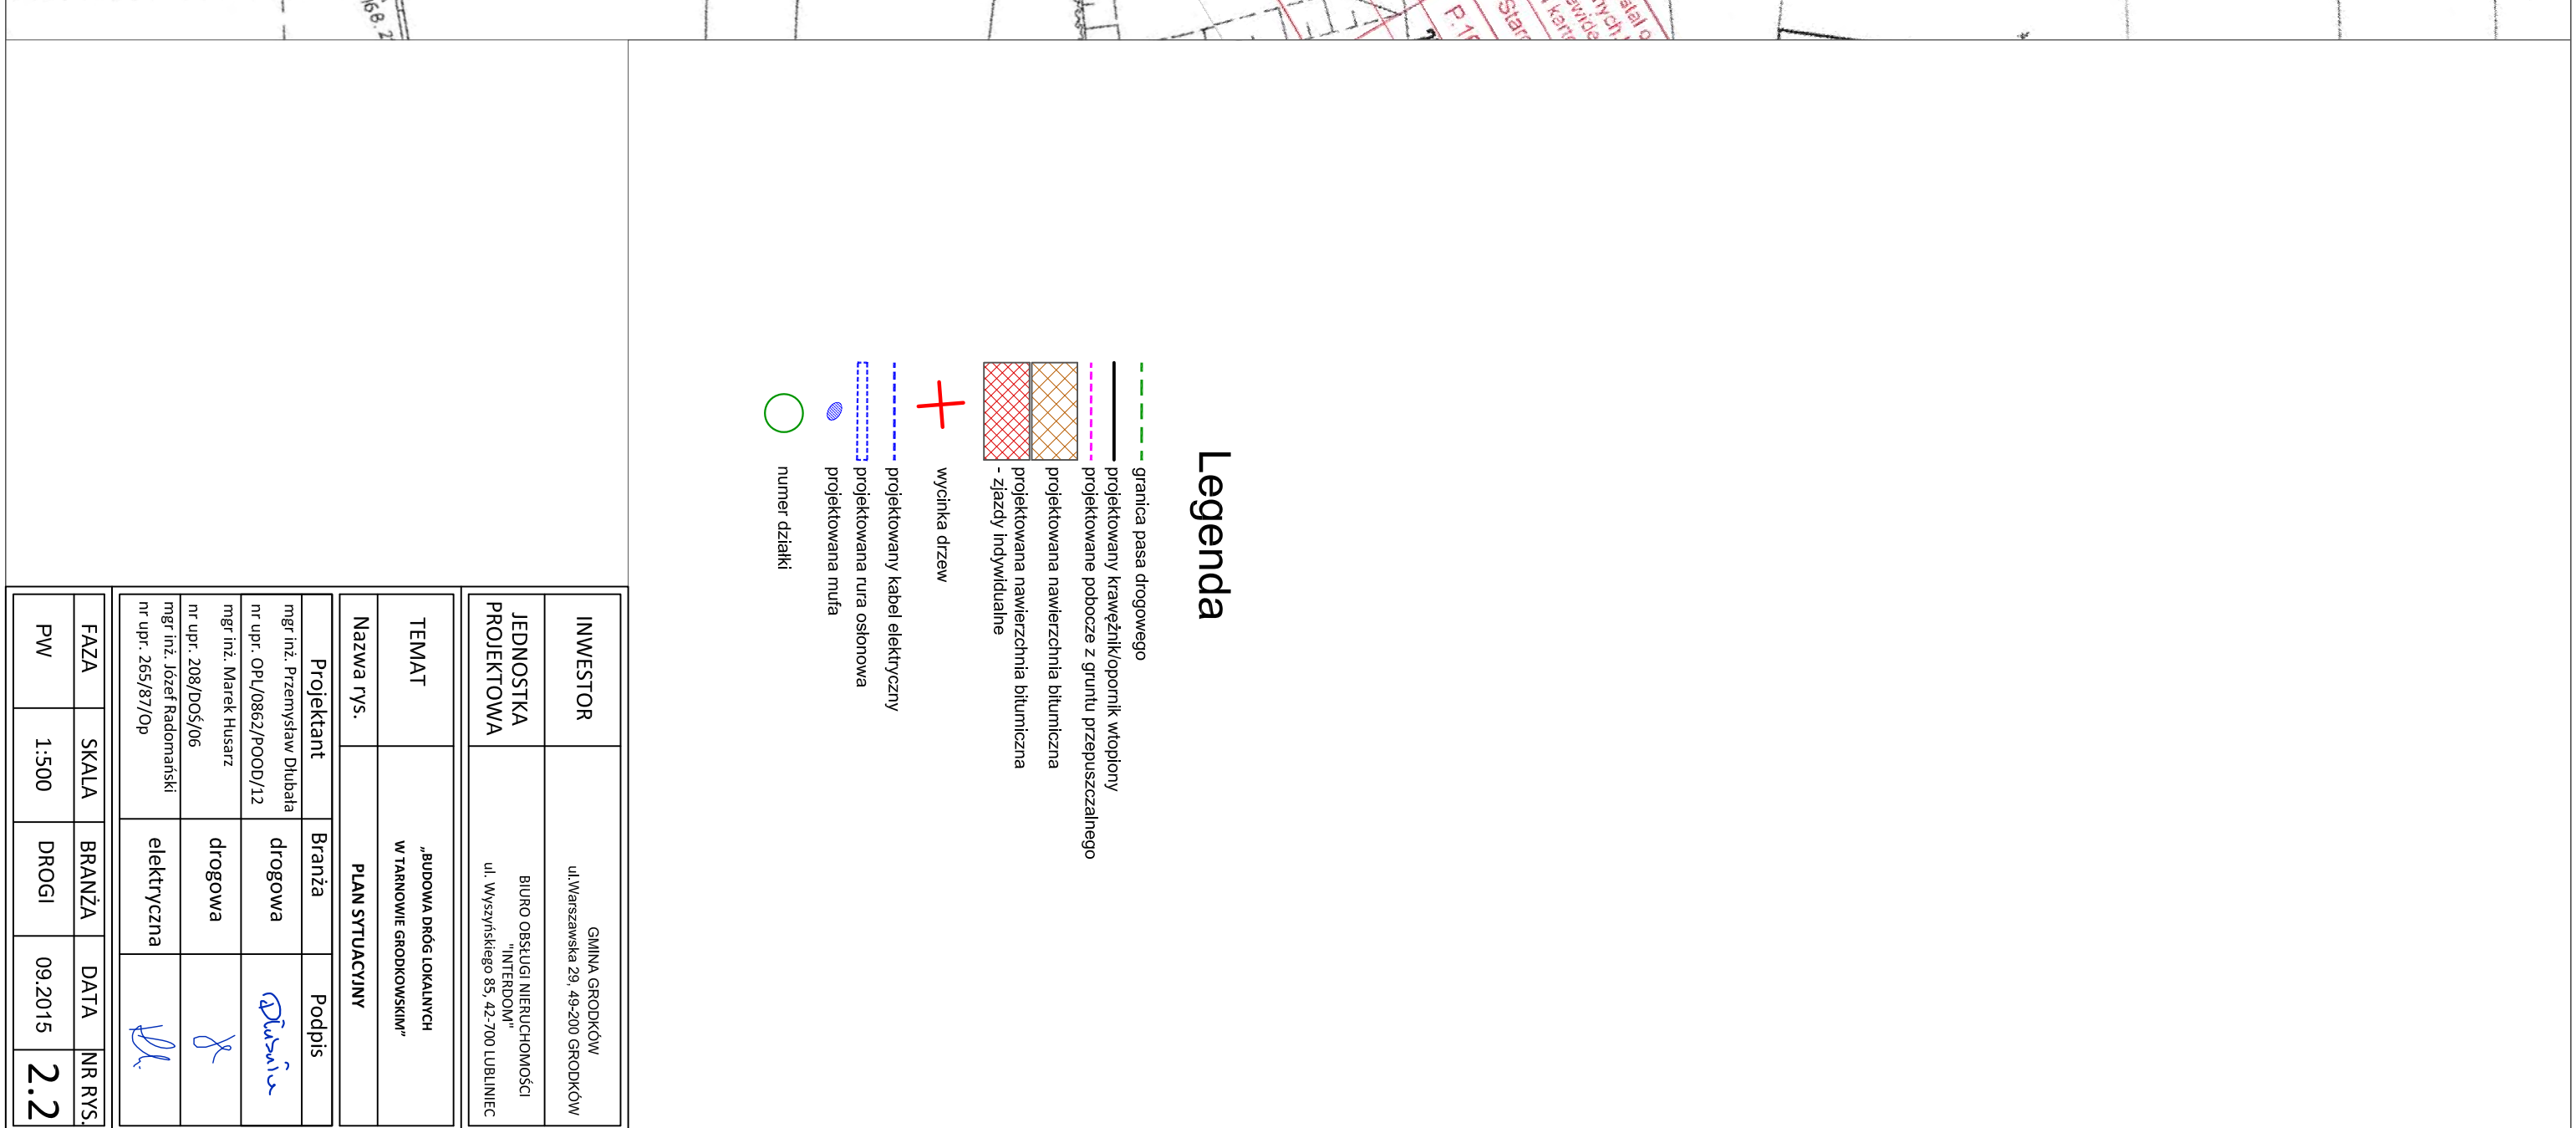 Legenda
granica pasa drogowego
projektowany krawężnik/opornik wtopiony
projektowane pobocze z gruntu przepuszczalnego
projektowana nawierzchnia bitumiczna
projektowana nawierzchnia bitumiczna
- zjazdy indywidualne
wycinka drzew
projektowany kabel elektryczny
projektowana rura osłonowa
projektowana mufa
numer działki
INWESTOR
GMINA GRODKÓW
ul.Warszawska 29, 49-200 GRODKÓW
JEDNOSTKA
PROJEKTOWA
BIURO OBSŁUGI NIERUCHOMOŚCI
"INTERDOM"
ul. Wyszyńskiego 85, 42-700 LUBLINIEC
TEMAT
„BUDOWA DRÓG LOKALNYCH
W TARNOWIE GRODKOWSKIM”
Nazwa rys.
PLAN SYTUACYJNY
Projektant Branża Podpis
mgr inż. Przemysław Dłubała
nr upr. OPL/0862/POOD/12
drogowa
mgr inż. Marek Husarz
nr upr. 208/DOŚ/06
drogowa
mgr inż. Józef Radomański
nr upr. 265/87/Op
elektryczna
FAZA SKALA BRANŻA DATA NR RYS.
PW 1:500 DROGI 09.2015 2.2